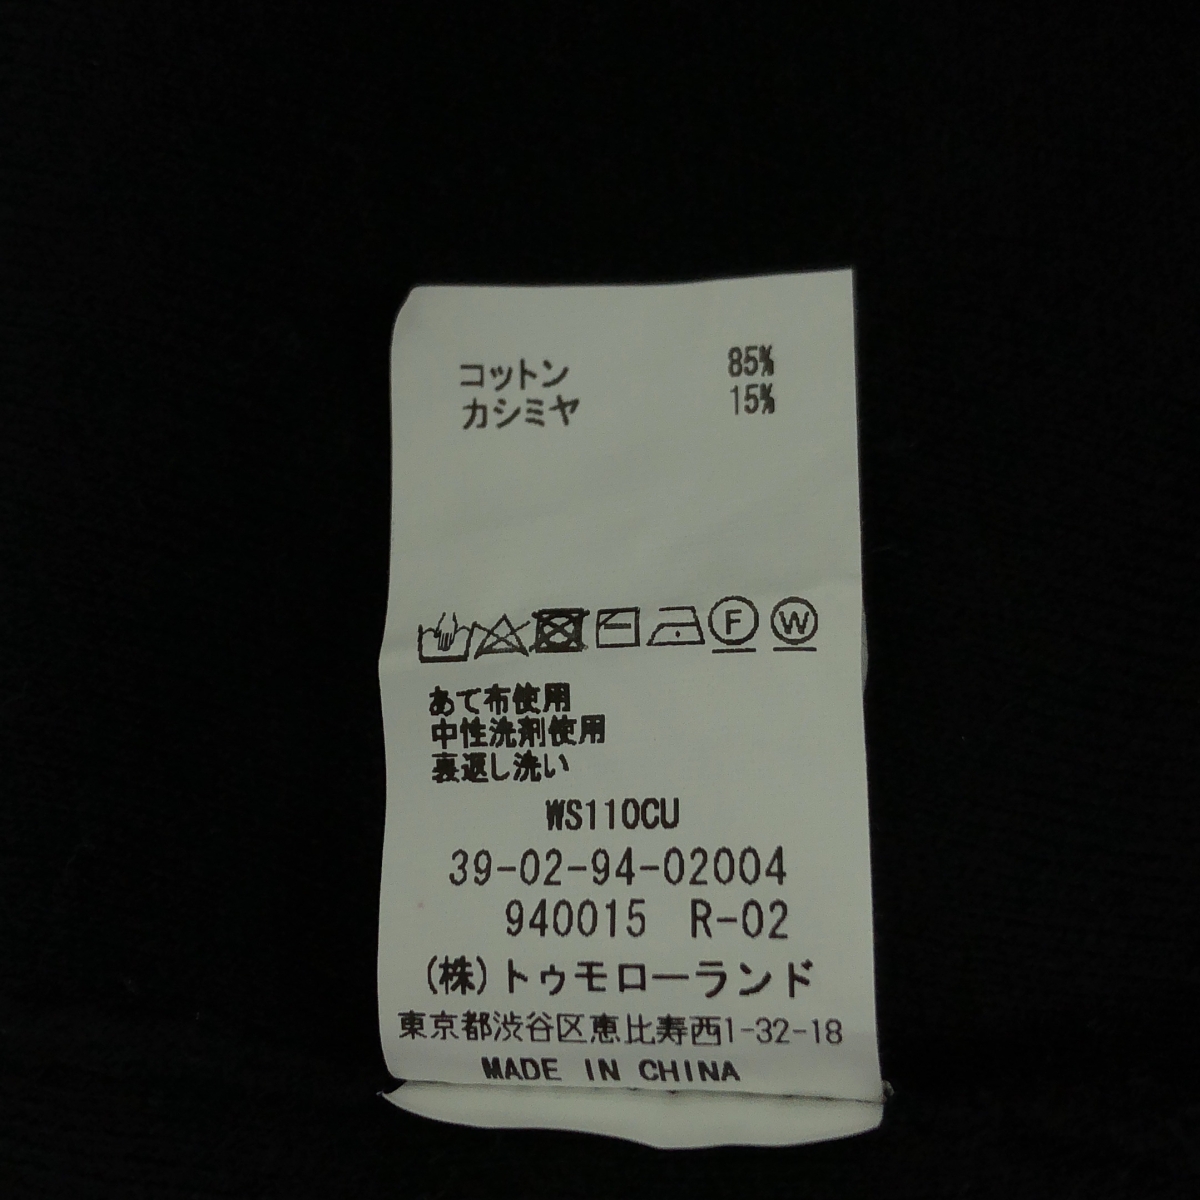 コットン 85%
カシミヤ 15%
F W
あて布使用
中性洗剤使用
裏返し洗い
WS110CU
39-02-94-02004
940015 R-02
(株)トゥモローランド
東京都渋谷区恵比寿西1-32-18
MADE IN CHINA